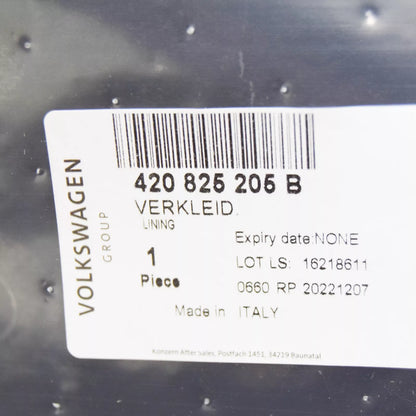 VOLKSWAGEN
GROUP
420 825 205 B
VERKLEID.
LINING
1
Piece
Expiry date:NONE
LOT LS: 16218611
0660 RP 20221207
Made in ITALY
Konzern After sales, Postfach 1451, 34219 Baunatal